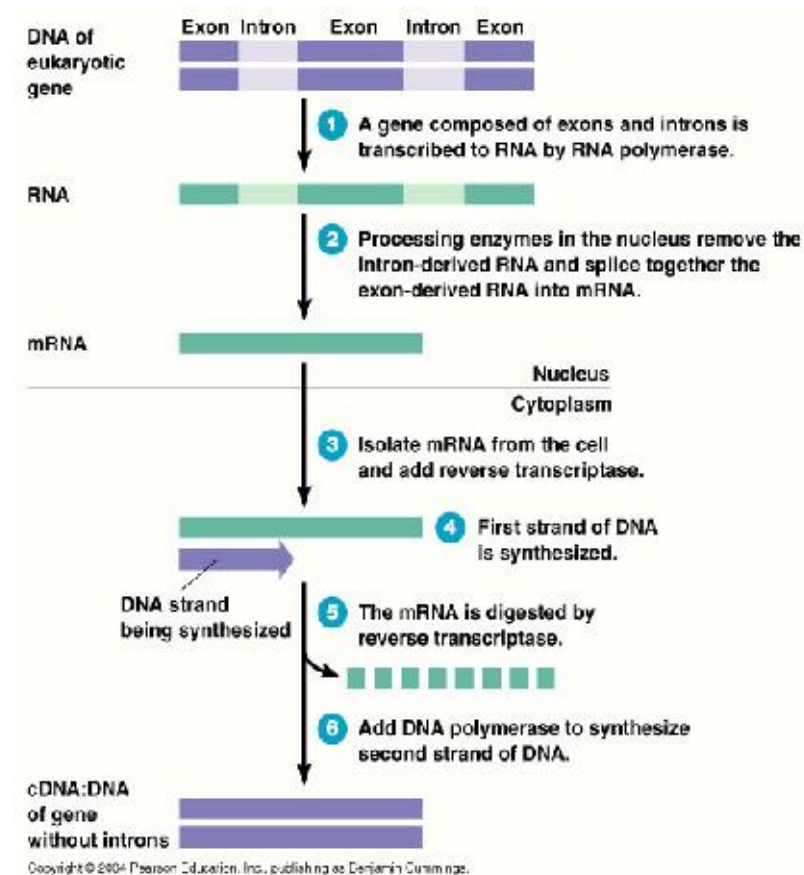 Exon Intron Exon Intron Exon
DNA of
eukaryotic
gene
1 A gene composed of exons and introns is
transcribed to RNA by RNA polymerase.
RNA
2 Processing enzymes in the nucleus remove the
intron-derived RNA and splice together the
exon-derived RNA into mRNA.
mRNA
Nucleus
Cytoplasm
3 Isolate mRNA from the cell
and add reverse transcriptase.
4 First strand of DNA
is synthesized.
DNA strand
being synthesized
5 The mRNA is digested by
reverse transcriptase.
6 Add DNA polymerase to synthesize
second strand of DNA.
cDNA:DNA
of gene
without introns
Copyright © 2004 Pearson Education, Inc., publishing as Benjamin Cummings.